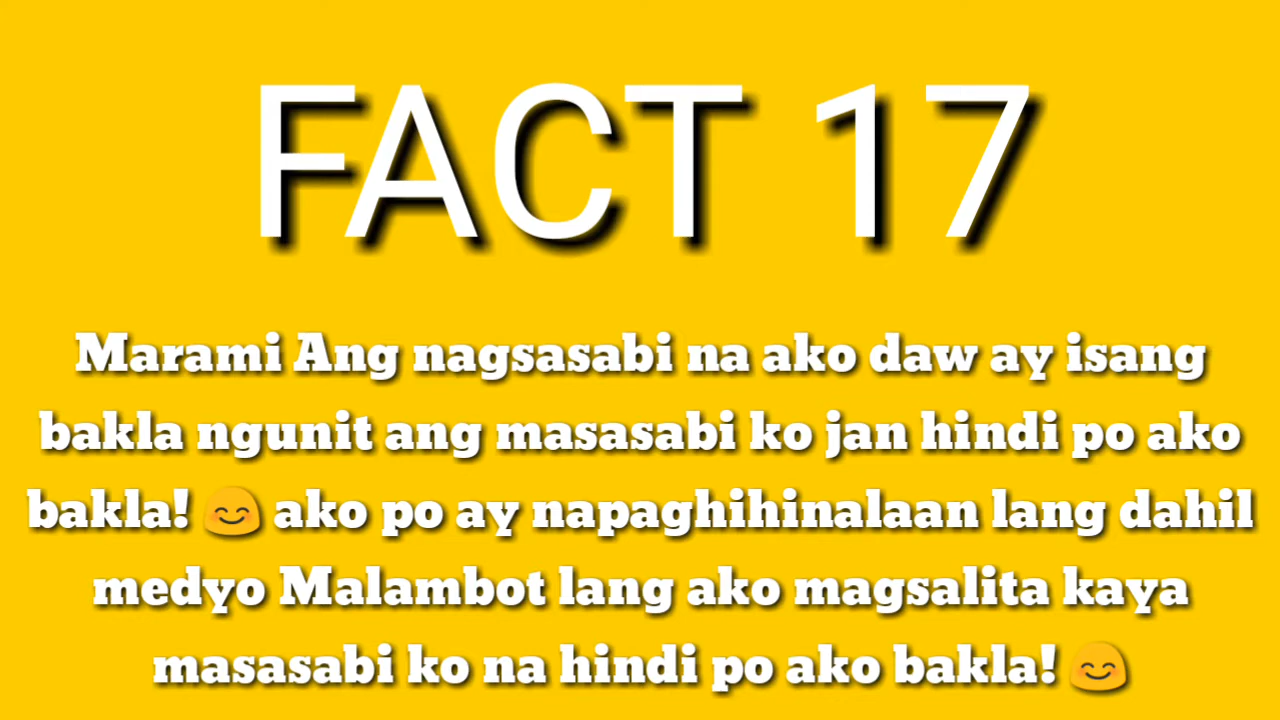 FACT 17
Marami Ang nagsasabi na ako daw ay isang
bakla ngunit ang masasabi ko jan hindi po ako
bakla! 😊 ako po ay napaghihinalaan lang dahil
medyo Malambot lang ako magsalita kaya
masasabi ko na hindi po ako bakla! 😊